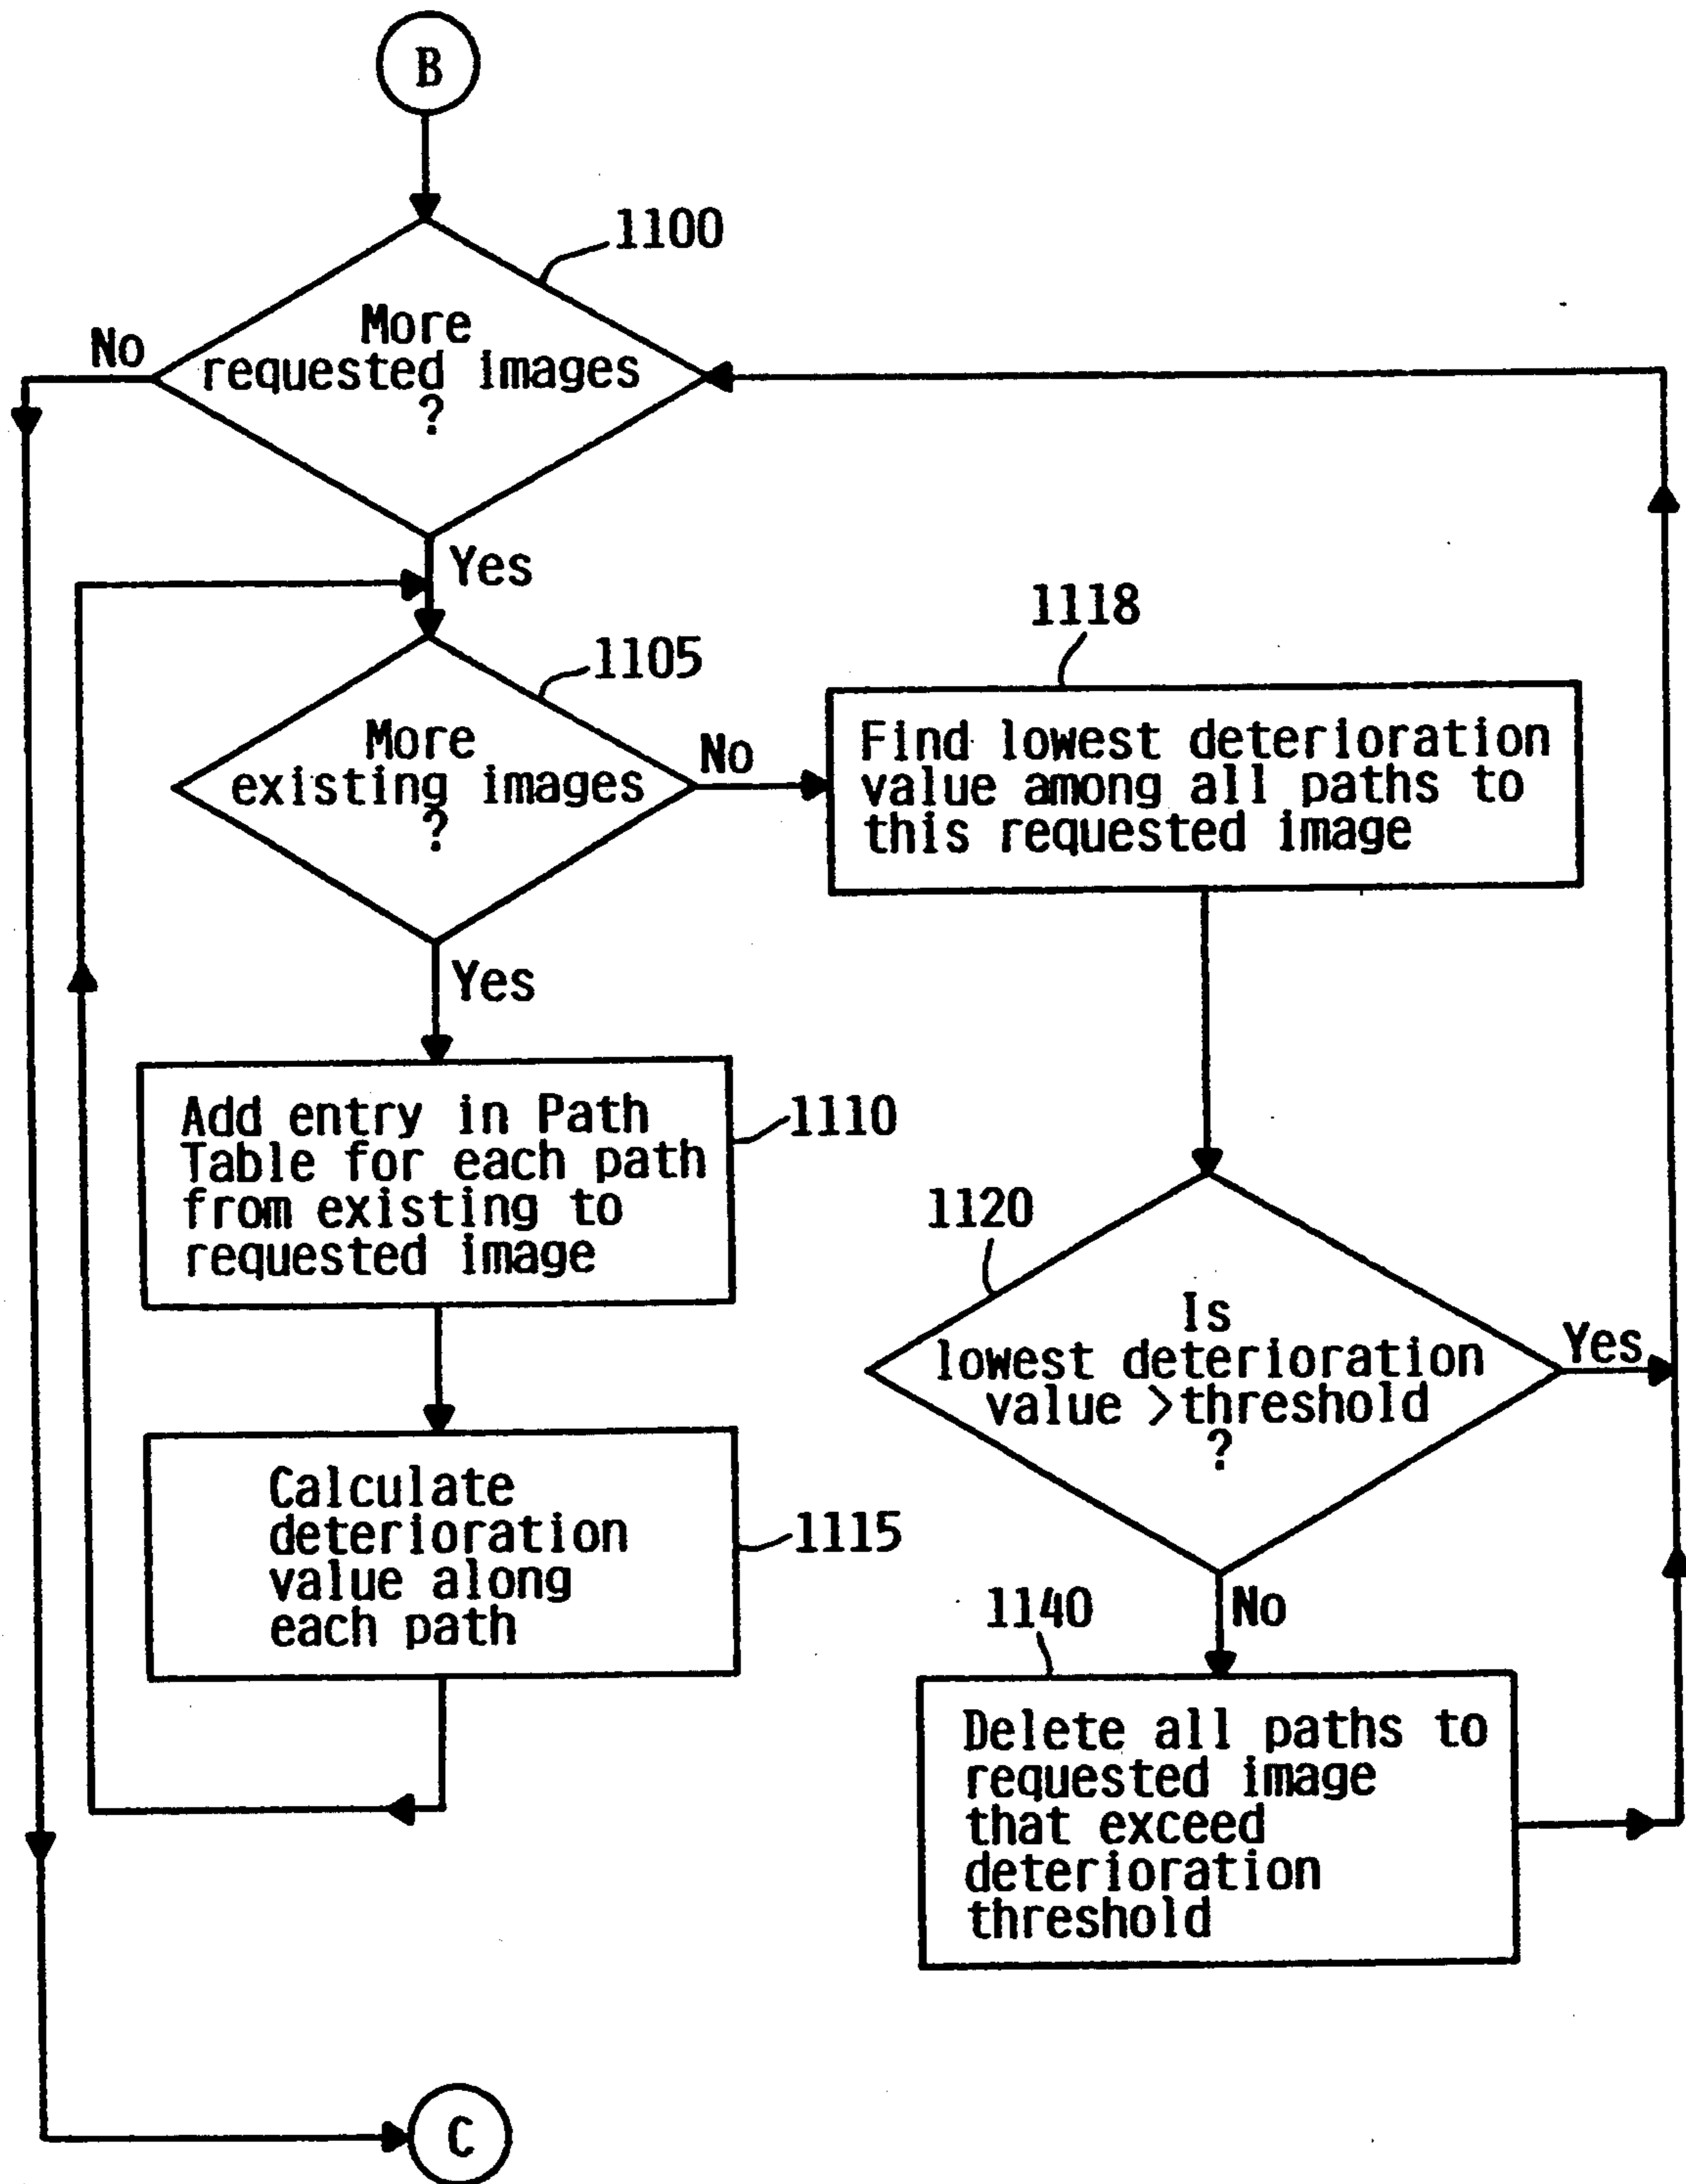 B
1100
More
requested images
?
No
Yes
1105
More
existing images
?
No
Yes
1118
Find lowest deterioration
value among all paths to
this requested image
Add entry in Path
Table for each path
from existing to
requested image
1110
Calculate
deterioration
value along
each path
1115
1120
Is
lowest deterioration
value >threshold
?
Yes
No
1140
Delete all paths to
requested image
that exceed
deterioration
threshold
C